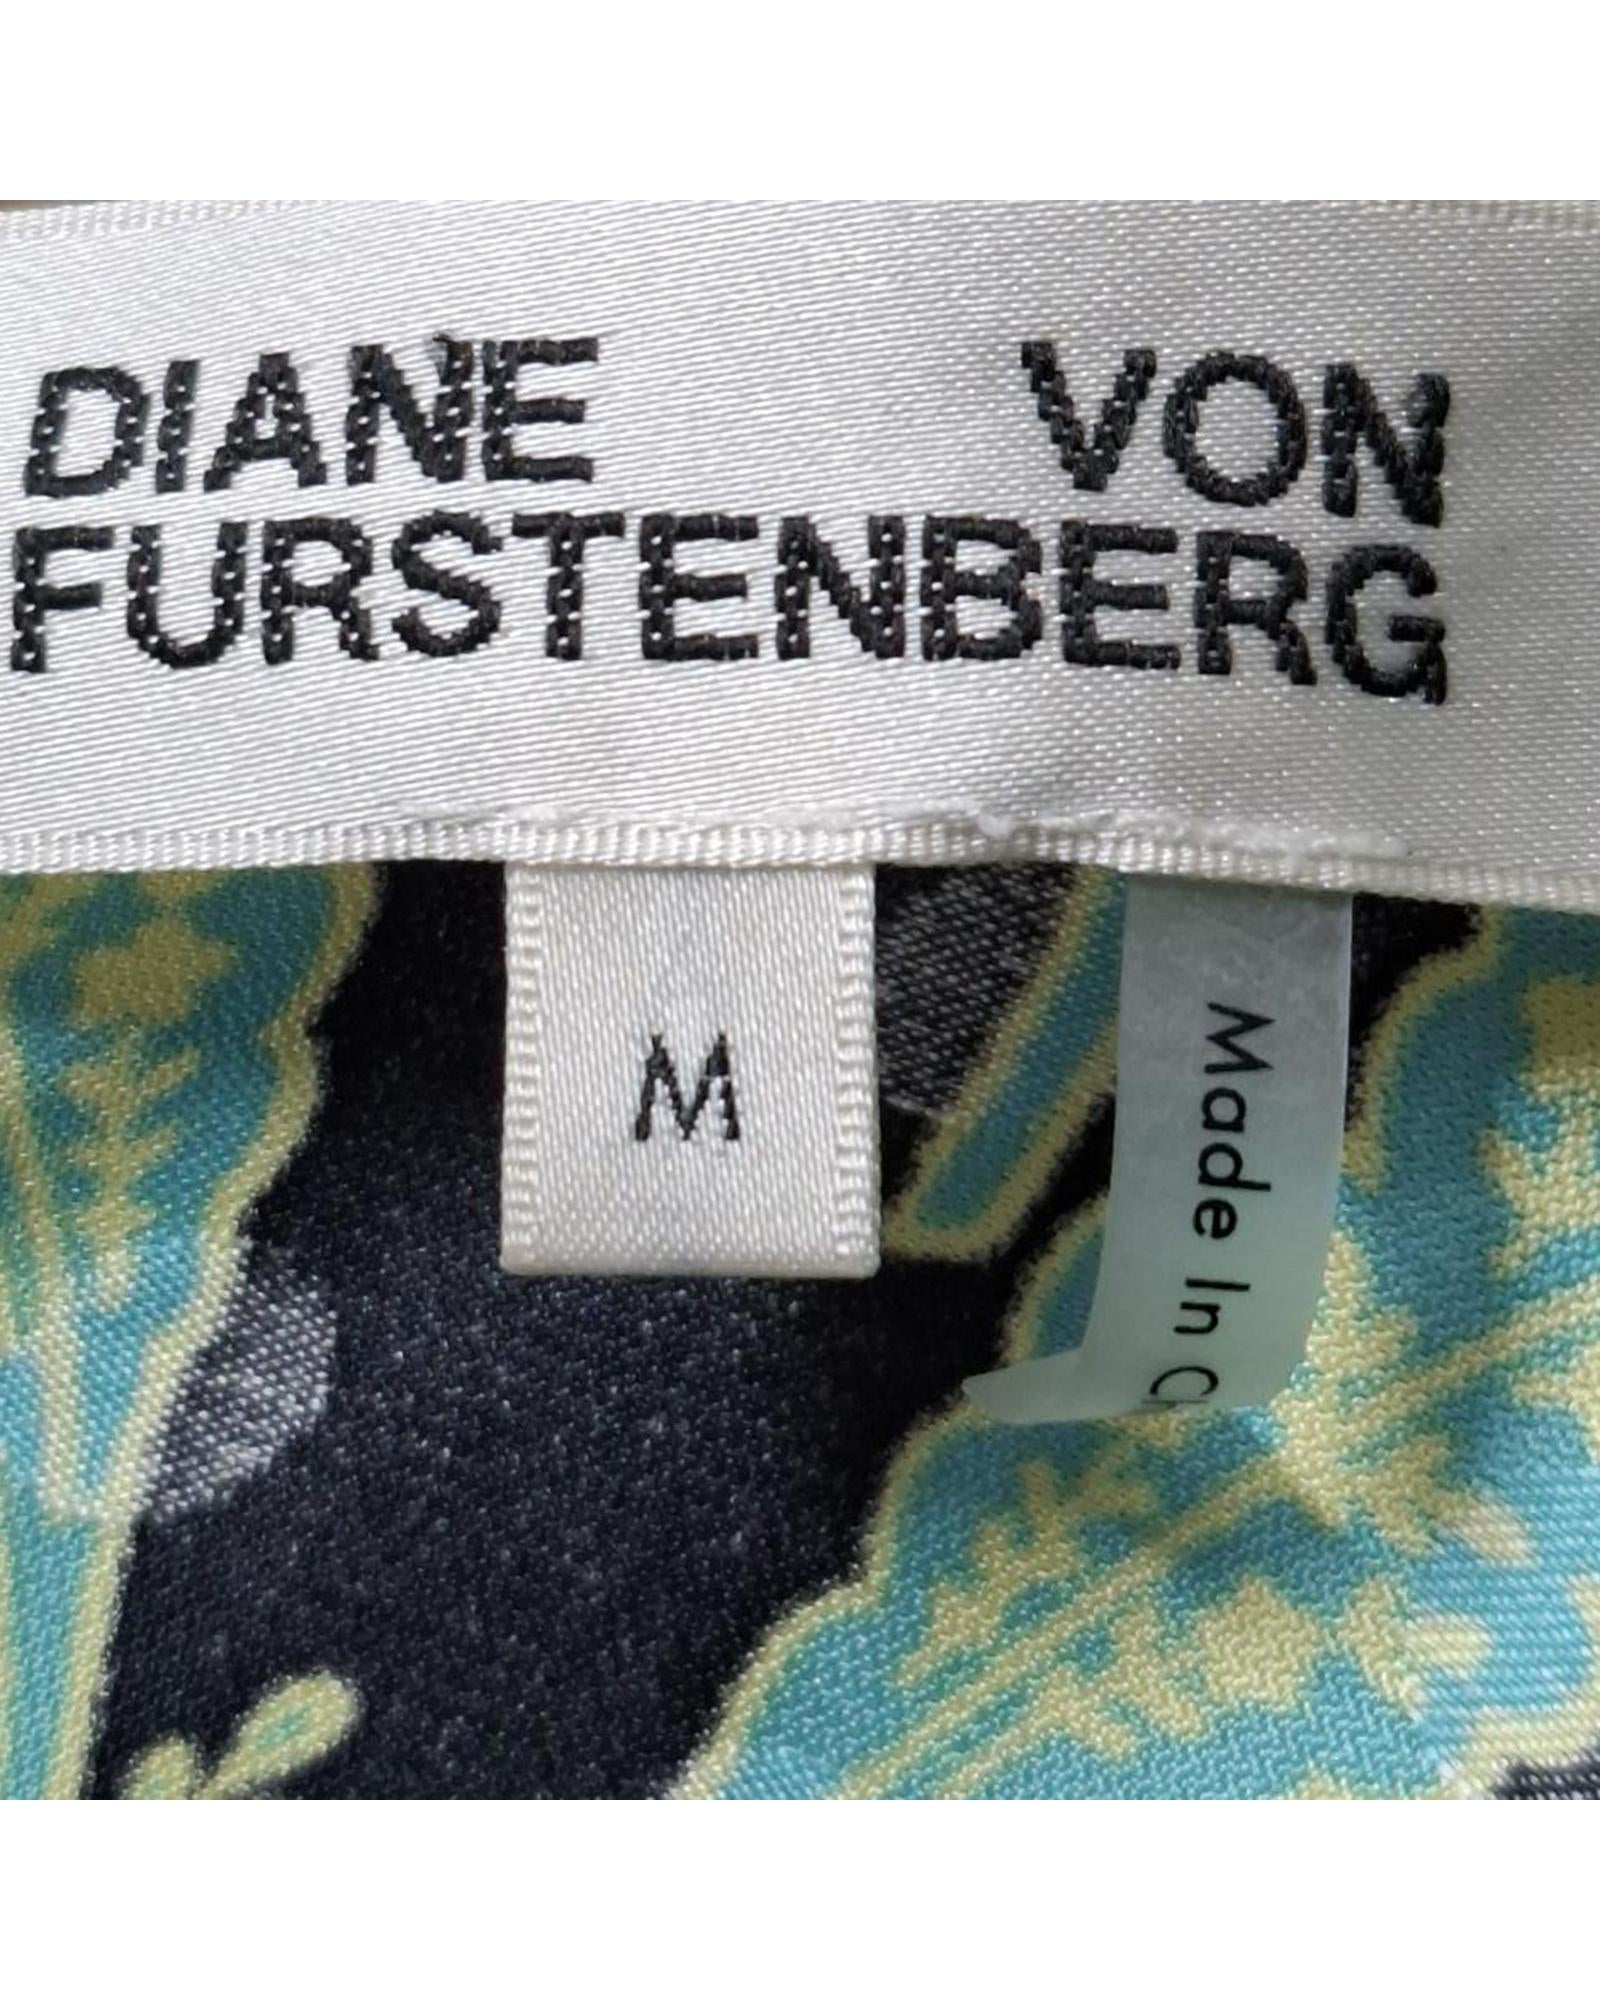 DIANE VON
FURSTENBERG
M
Made In